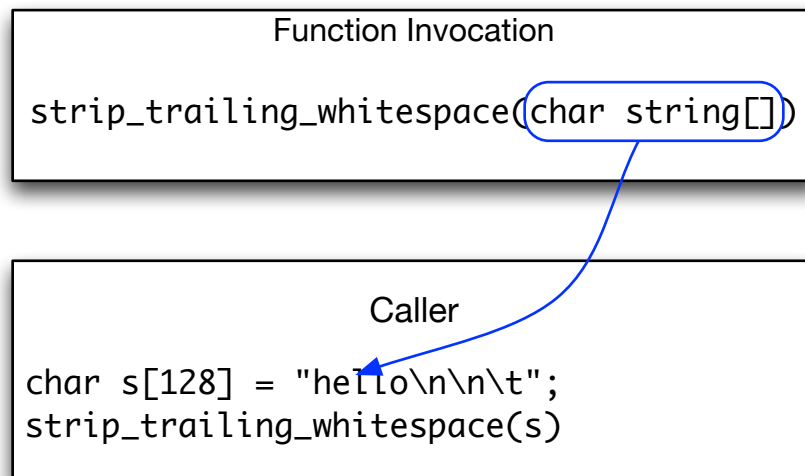 Function Invocation
strip_trailing_whitespace(char string[])
Caller
char s[128] = "hello\n\n\t";
strip_trailing_whitespace(s)